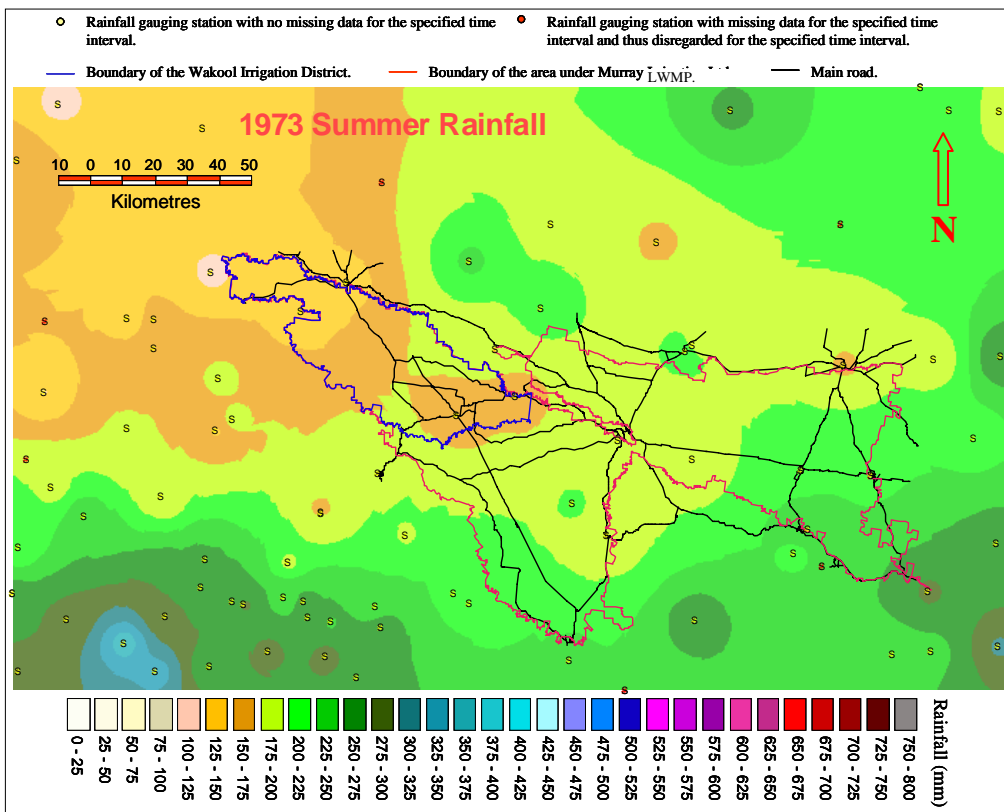 Rainfall gauging station with no missing data for the specified time
interval.
Rainfall gauging station with missing data for the specified time
interval and thus disregarded for the specified time interval.
Boundary of the Wakool Irrigation District.
Boundary of the area under Murray
LWMP.
Main road.
1973 Summer Rainfall
10 0 10 20 30 40 50
Kilometres
N
0 - 25
25 - 50
50 - 75
75 - 100
100 - 125
125 - 150
150 - 175
175 - 200
200 - 225
225 - 250
250 - 275
275 - 300
300 - 325
325 - 350
350 - 375
375 - 400
400 - 425
425 - 450
450 - 475
475 - 500
500 - 525
525 - 550
550 - 575
575 - 600
600 - 625
625 - 650
650 - 675
675 - 700
700 - 725
725 - 750
750 - 800
Rainfall (mm)